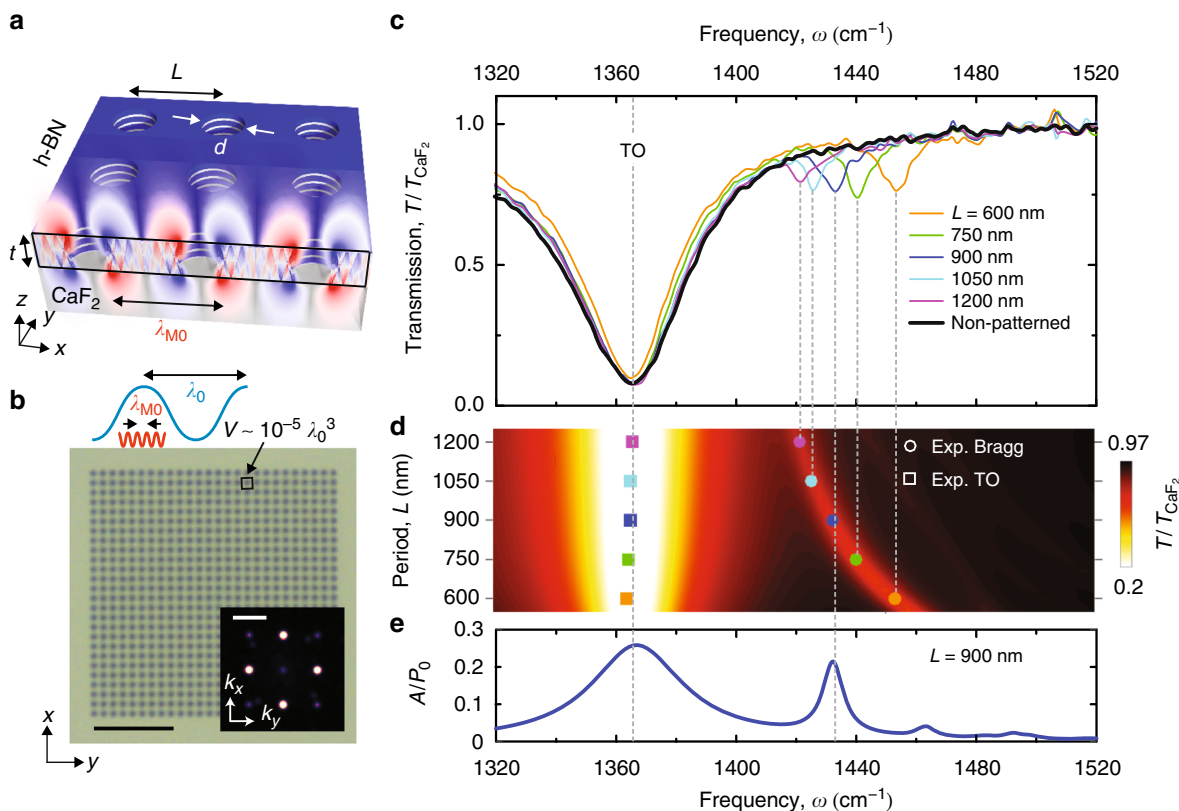 a
L
h-BN
d
t
CaF₂
z
y
x
λM0
b
λ₀
λM0
V ~ 10⁻⁵ λ₀³
kx
ky
x
y
c
Frequency, ω (cm⁻¹)
1320 1360 1400 1440 1480 1520
Transmission, T/TCaF₂
1.0
0.5
0.0
TO
L = 600 nm
750 nm
900 nm
1050 nm
1200 nm
Non-patterned
d
Period, L (nm)
1200
1050
900
750
600
Exp. Bragg
Exp. TO
0.97
0.2
T/TCaF₂
e
A/P₀
0.3
0.2
0.1
0
L = 900 nm
1320 1360 1400 1440 1480 1520
Frequency, ω (cm⁻¹)